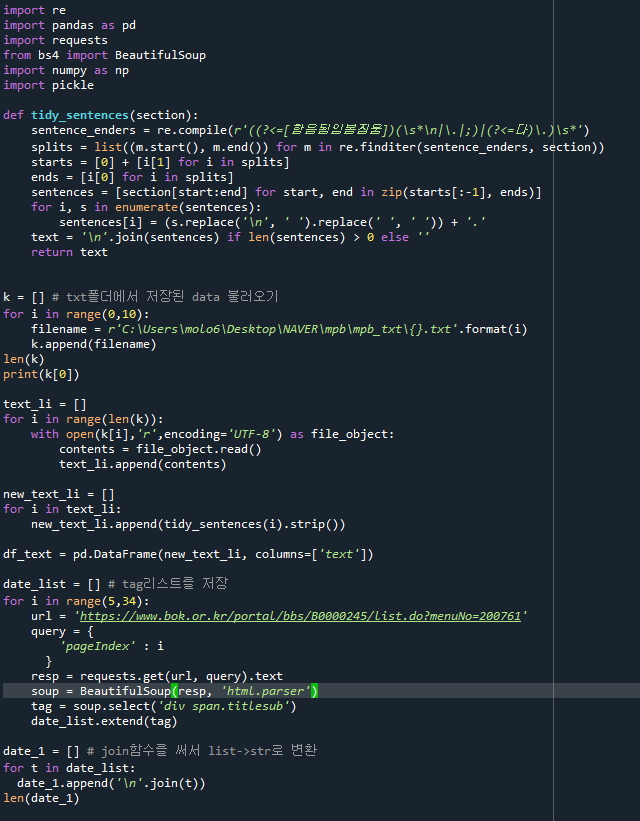 import re
import pandas as pd
import requests
from bs4 import BeautifulSoup
import numpy as np
import pickle

def tidy_sentences(section):
    sentence_enders = re.compile(r'((?<=[함음됨임봄짐움])(\s*\n|\.|;)|(?<=다)\.)\s*')
    splits = list((m.start(), m.end()) for m in re.finditer(sentence_enders, section))
    starts = [0] + [i[1] for i in splits]
    ends = [i[0] for i in splits]
    sentences = [section[start:end] for start, end in zip(starts[:-1], ends)]
    for i, s in enumerate(sentences):
        sentences[i] = (s.replace('\n', ' ').replace(' ', ' ')) + '.'
    text = '\n'.join(sentences) if len(sentences) > 0 else ''
    return text


k = [] # txt폴더에서 저장된 data 불러오기
for i in range(0,10):
    filename = r'C:\Users\molo6\Desktop\NAVER\mpb\mpb_txt\{}.txt'.format(i)
    k.append(filename)
len(k)
print(k[0])

text_li = []
for i in range(len(k)):
    with open(k[i],'r',encoding='UTF-8') as file_object:
        contents = file_object.read()
        text_li.append(contents)

new_text_li = []
for i in text_li:
    new_text_li.append(tidy_sentences(i).strip())

df_text = pd.DataFrame(new_text_li, columns=['text'])

date_list = [] # tag리스트를 저장
for i in range(5,34):
    url = 'https://www.bok.or.kr/portal/bbs/B0000245/list.do?menuNo=200761'
    query = {
        'pageIndex' : i
      }
    resp = requests.get(url, query).text
    soup = BeautifulSoup(resp, 'html.parser')
    tag = soup.select('div span.titlesub')
    date_list.extend(tag)

date_1 = [] # join함수를 써서 list->str로 변환
for t in date_list:
  date_1.append('\n'.join(t))
len(date_1)